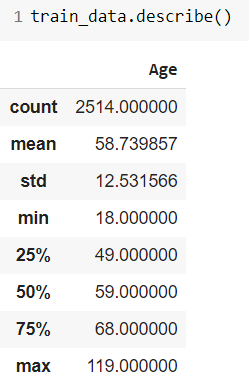 1 train_data.describe()
Age
count 2514.000000
mean 58.739857
std 12.531566
min 18.000000
25% 49.000000
50% 59.000000
75% 68.000000
max 119.000000